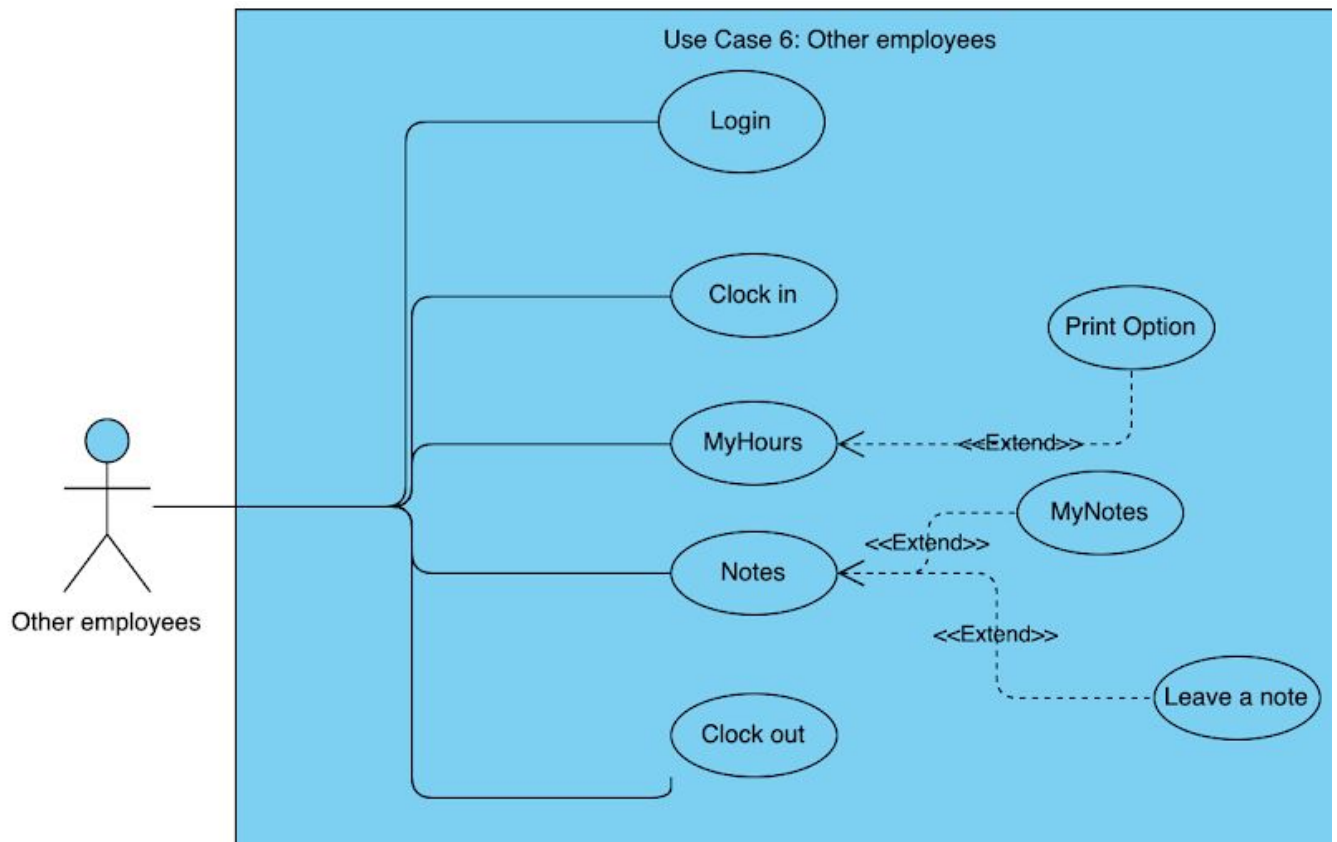 Use Case 6: Other employees
Login
Clock in
Print Option
MyHours
<<Extend>>
MyNotes
<<Extend>>
Notes
Other employees
<<Extend>>
Leave a note
Clock out